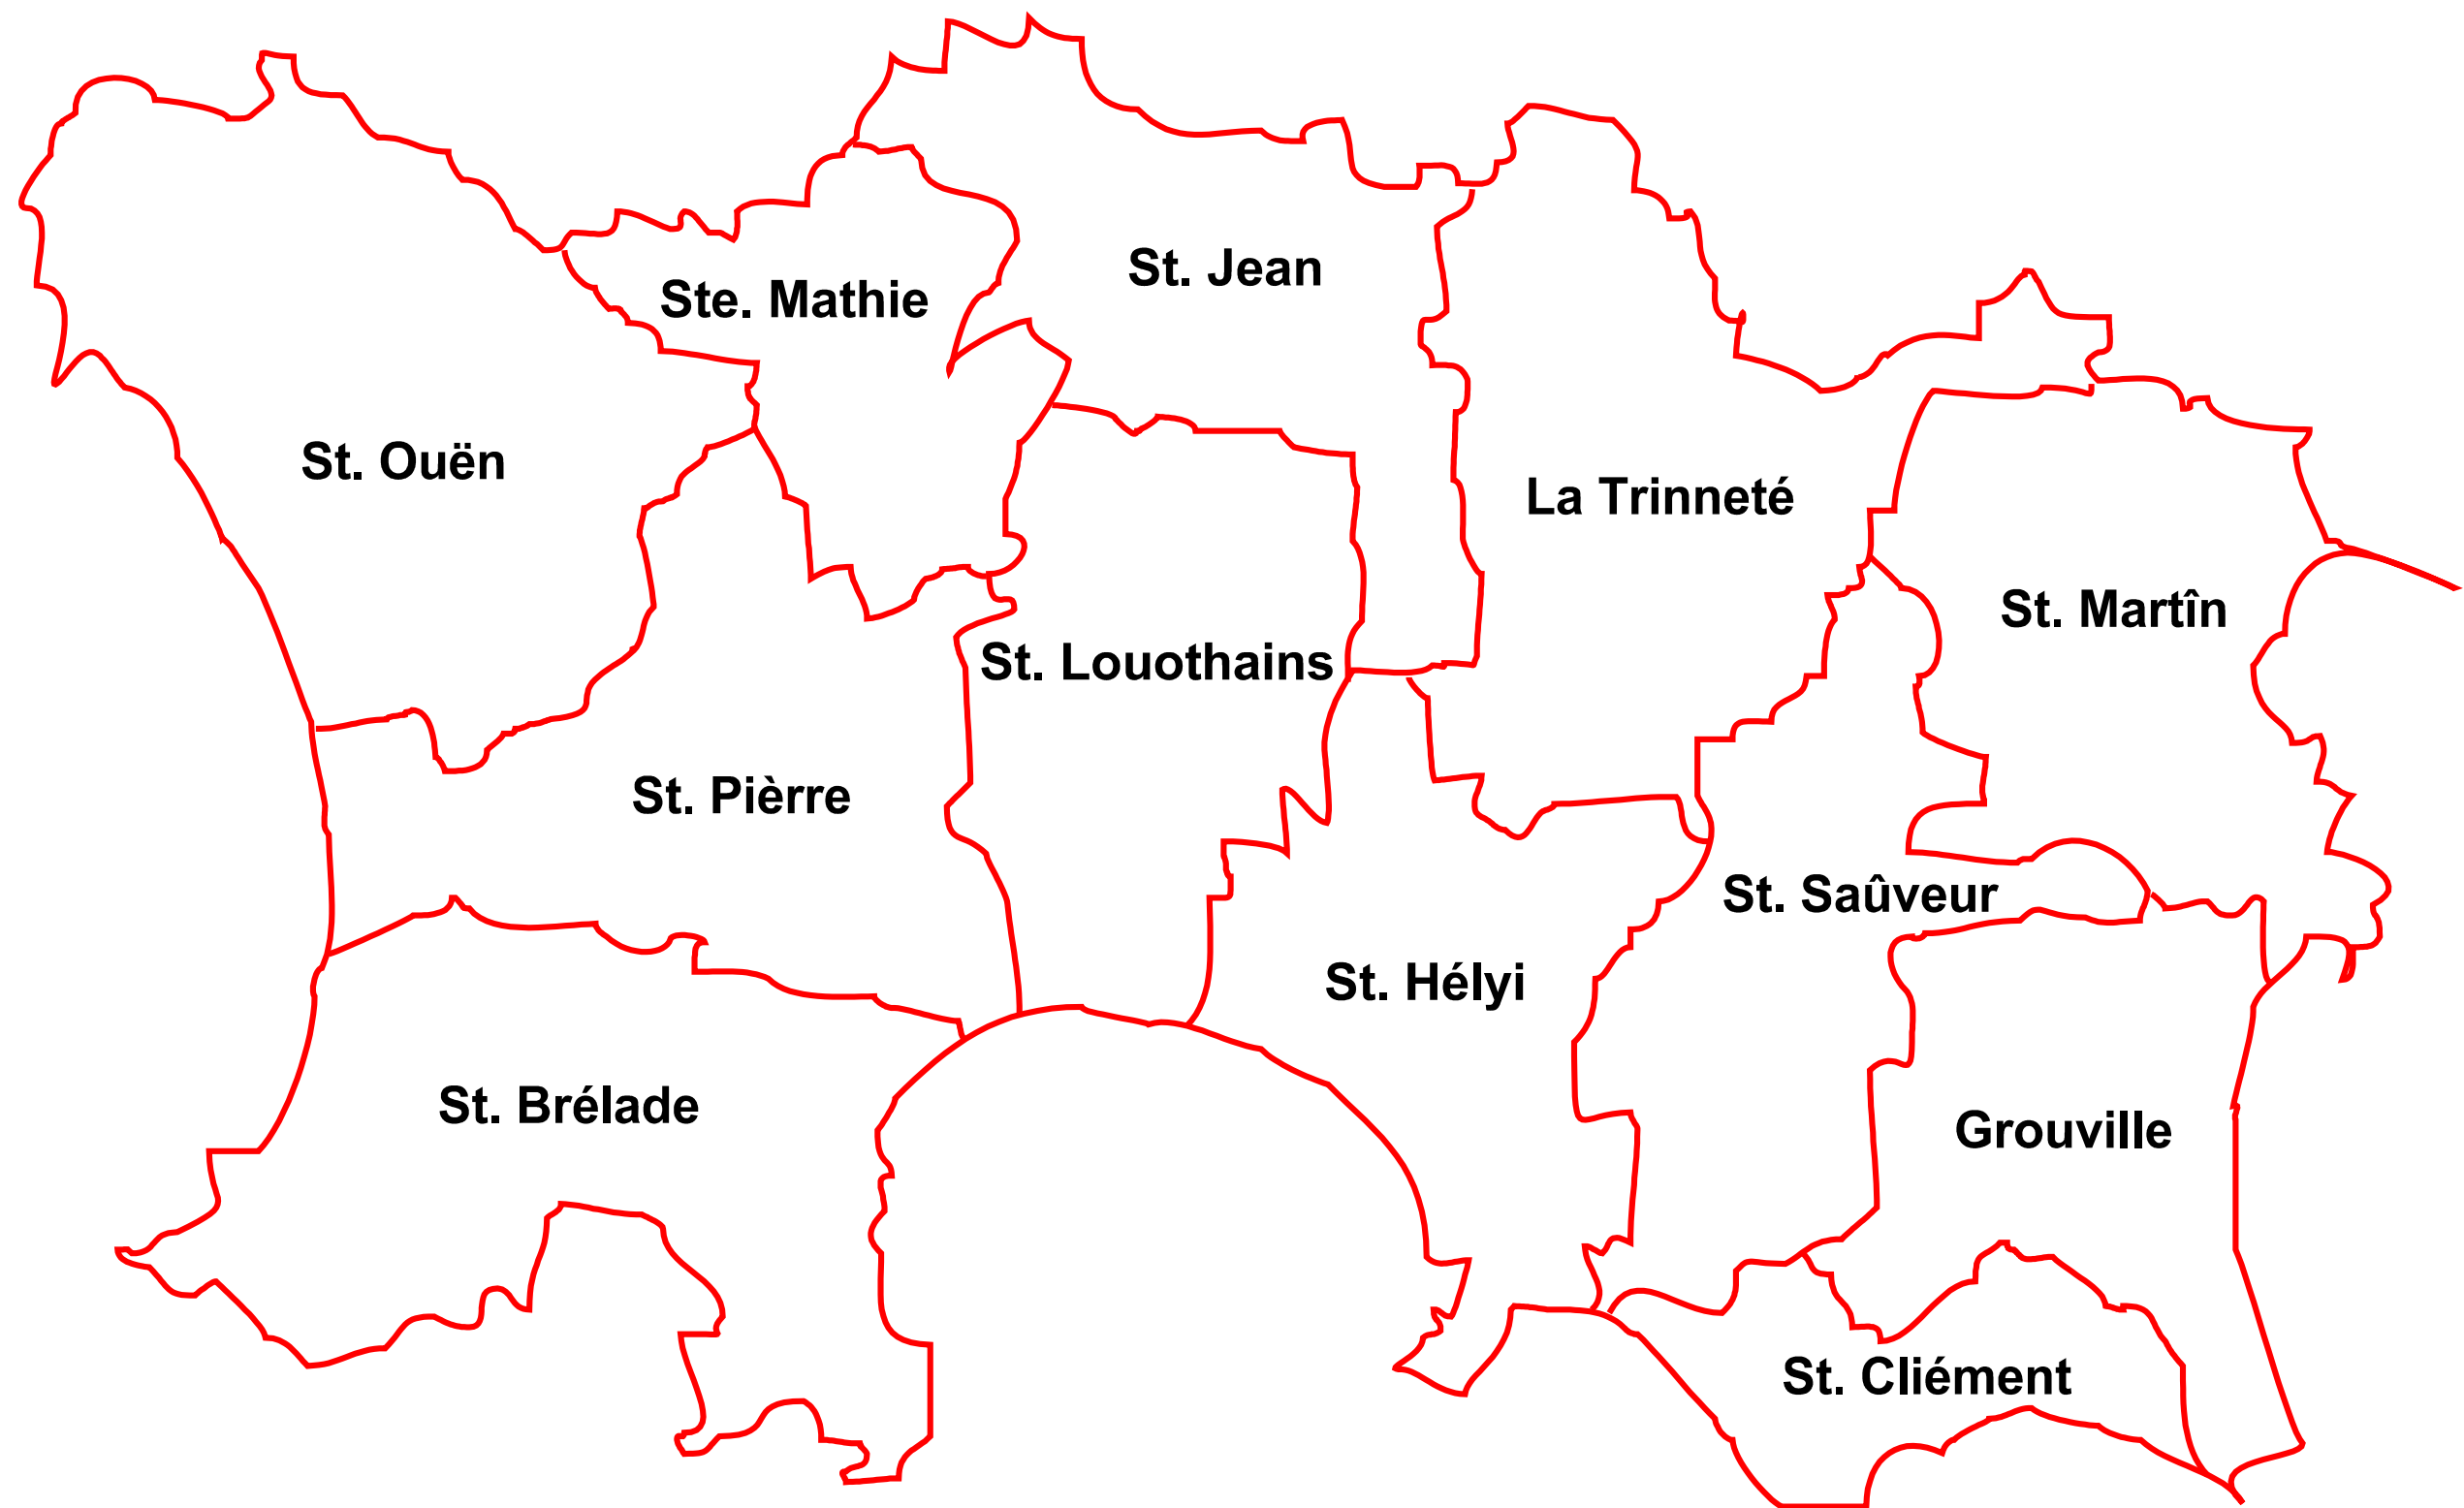 St. Jean
Ste. Mathie
St. Ouën
La Trinneté
St. Martîn
St. Louothains
St. Pièrre
St. Saûveur
St. Hélyi
St. Brélade
Grouville
St. Cliément